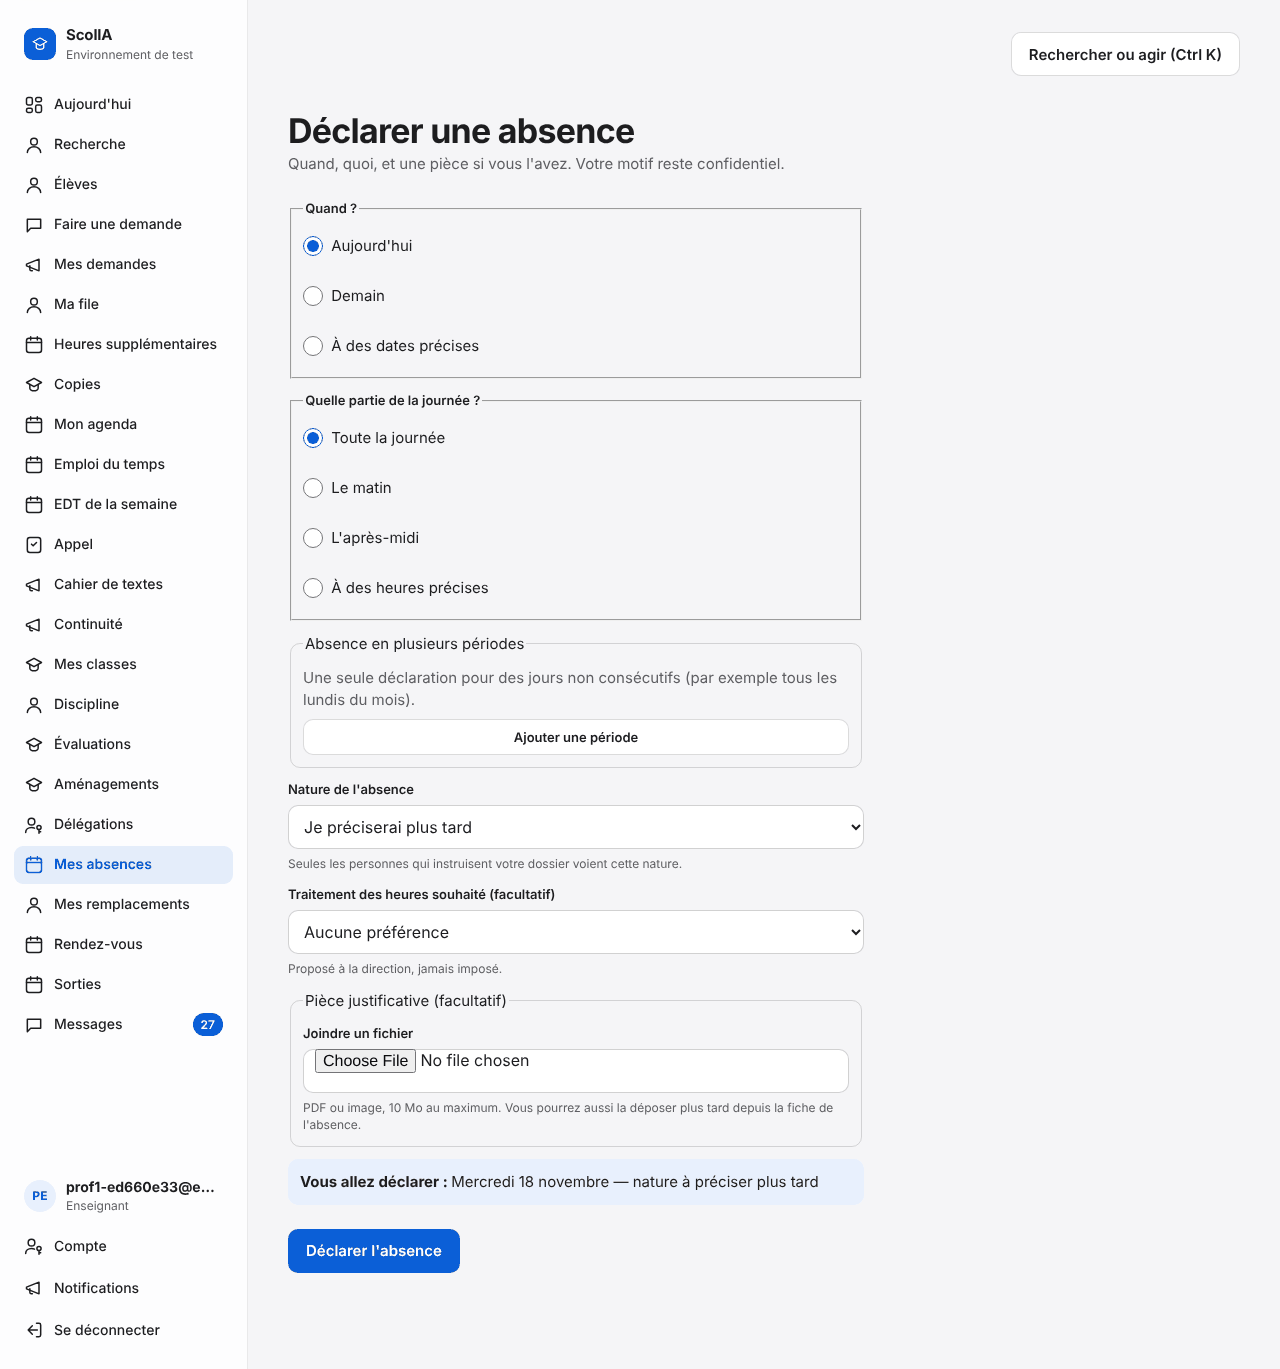 ScolIA
Environnement de test
Aujourd'hui
Recherche
Élèves
Faire une demande
Mes demandes
Ma file
Heures supplémentaires
Copies
Mon agenda
Emploi du temps
EDT de la semaine
Appel
Cahier de textes
Continuité
Mes classes
Discipline
Évaluations
Aménagements
Délégations
Mes absences
Mes remplacements
Rendez-vous
Sorties
Messages 27
PE prof1-ed660e33@e...
Enseignant
Compte
Notifications
Se déconnecter
Rechercher ou agir (Ctrl K)
Déclarer une absence
Quand, quoi, et une pièce si vous l'avez. Votre motif reste confidentiel.
Quand ?
Aujourd'hui
Demain
À des dates précises
Quelle partie de la journée ?
Toute la journée
Le matin
L'après-midi
À des heures précises
Absence en plusieurs périodes
Une seule déclaration pour des jours non consécutifs (par exemple tous les
lundis du mois).
Ajouter une période
Nature de l'absence
Je préciserai plus tard
Seules les personnes qui instruisent votre dossier voient cette nature.
Traitement des heures souhaité (facultatif)
Aucune préférence
Proposé à la direction, jamais imposé.
Pièce justificative (facultatif)
Joindre un fichier
Choose File No file chosen
PDF ou image, 10 Mo au maximum. Vous pourrez aussi la déposer plus tard depuis la fiche de
l'absence.
Vous allez déclarer : Mercredi 18 novembre — nature à préciser plus tard
Déclarer l'absence